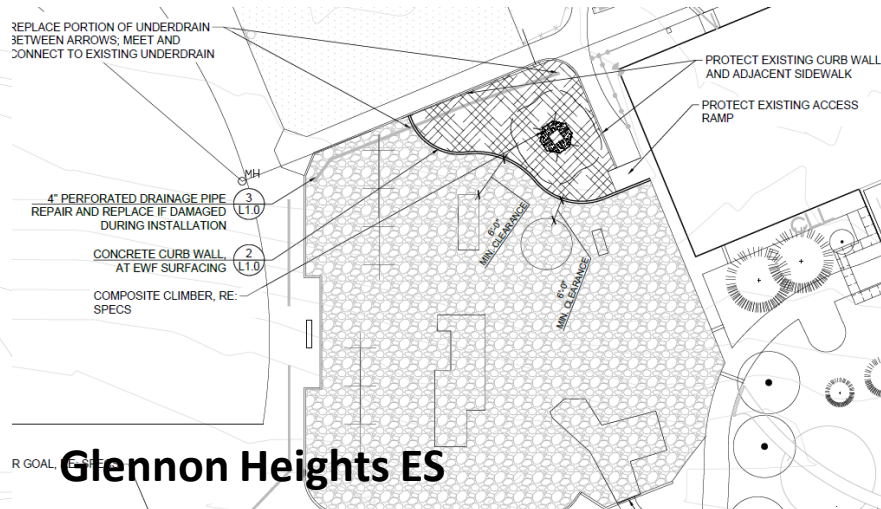 REPLACE PORTION OF UNDERDRAIN
BETWEEN ARROWS; MEET AND
CONNECT TO EXISTING UNDERDRAIN
PROTECT EXISTING CURB WALL
AND ADJACENT SIDEWALK
PROTECT EXISTING ACCESS
RAMP
MH
4" PERFORATED DRAINAGE PIPE
REPAIR AND REPLACE IF DAMAGED
DURING INSTALLATION
3
L1.0
CONCRETE CURB WALL,
AT EWF SURFACING
2
L1.0
COMPOSITE CLIMBER, RE:
SPECS
6'-0"
MIN. CLEARANCE
6'-0"
MIN. CLEARANCE
R GOAL, RE: SPECS
Glennon Heights ES